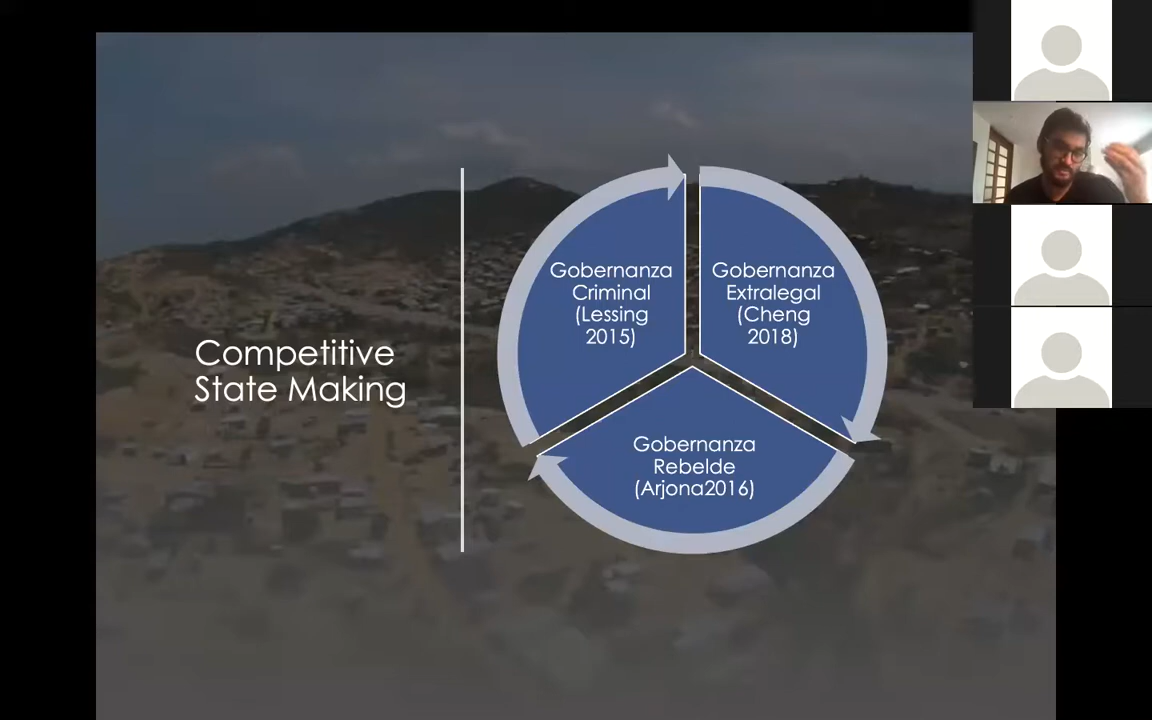 Competitive
State Making
Gobernanza
Criminal
(Lessing
2015)
Gobernanza
Extralegal
(Cheng
2018)
Gobernanza
Rebelde
(Arjona2016)